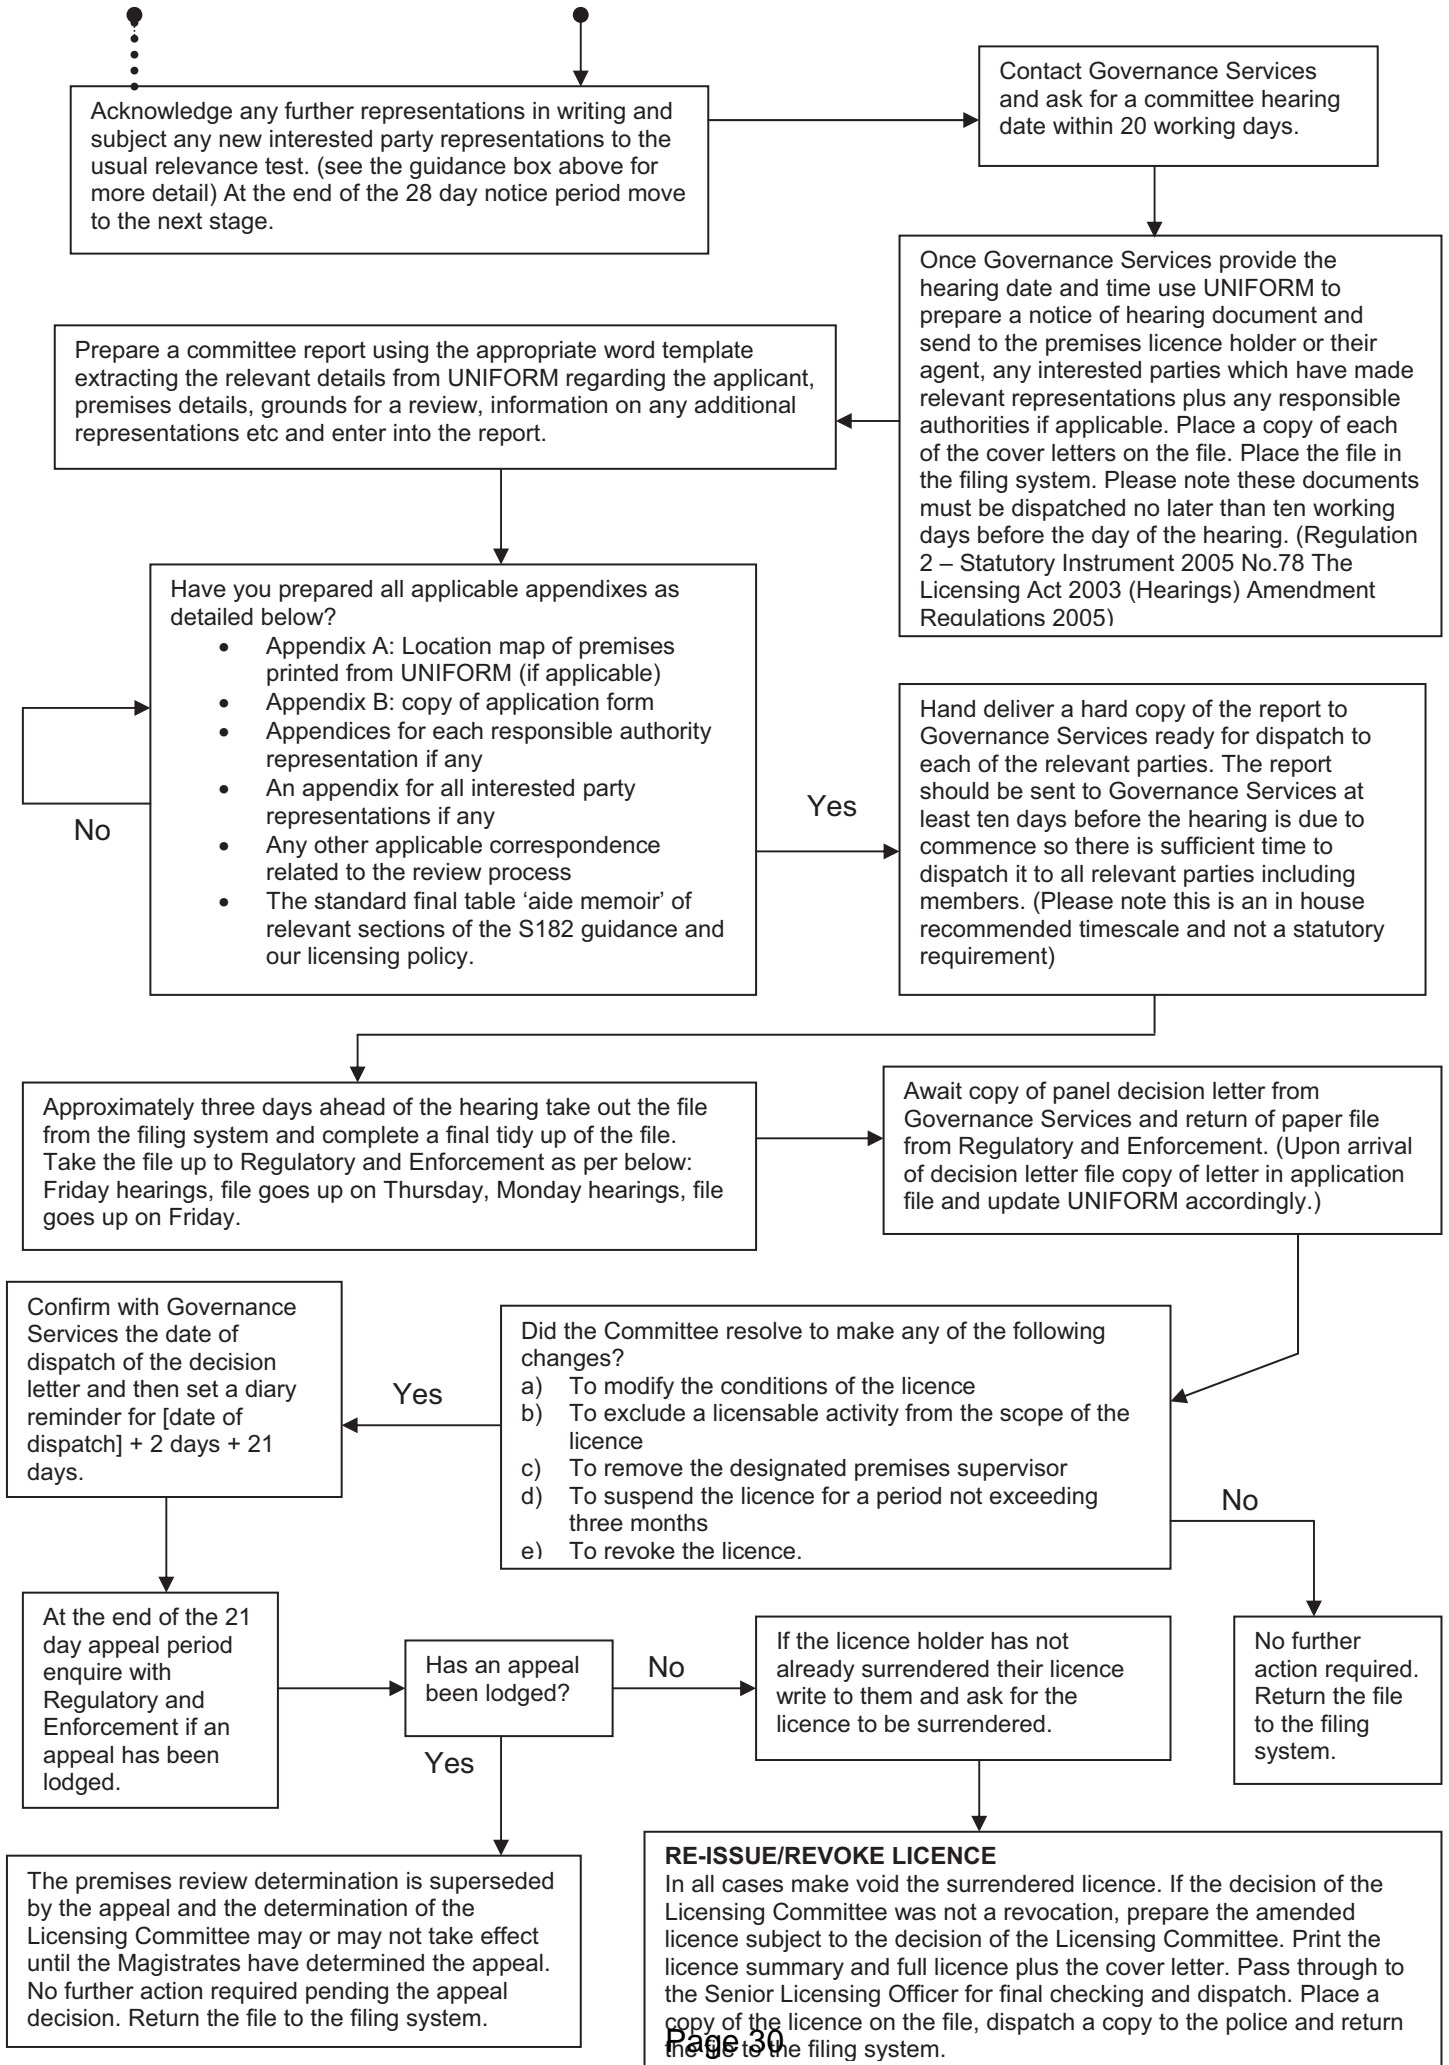 Acknowledge any further representations in writing and
subject any new interested party representations to the
usual relevance test. (see the guidance box above for
more detail) At the end of the 28 day notice period move
to the next stage.
Contact Governance Services
and ask for a committee hearing
date within 20 working days.
Once Governance Services provide the
hearing date and time use UNIFORM to
prepare a notice of hearing document and
send to the premises licence holder or their
agent, any interested parties which have made
relevant representations plus any responsible
authorities if applicable. Place a copy of each
of the cover letters on the file. Place the file in
the filing system. Please note these documents
must be dispatched no later than ten working
days before the day of the hearing. (Regulation
2 – Statutory Instrument 2005 No.78 The
Licensing Act 2003 (Hearings) Amendment
Regulations 2005)
Prepare a committee report using the appropriate word template
extracting the relevant details from UNIFORM regarding the applicant,
premises details, grounds for a review, information on any additional
representations etc and enter into the report.
Have you prepared all applicable appendixes as
detailed below?
• Appendix A: Location map of premises
printed from UNIFORM (if applicable)
• Appendix B: copy of application form
• Appendices for each responsible authority
representation if any
• An appendix for all interested party
representations if any
• Any other applicable correspondence
related to the review process
• The standard final table ‘aide memoir’ of
relevant sections of the S182 guidance and
our licensing policy.
No
Yes
Hand deliver a hard copy of the report to
Governance Services ready for dispatch to
each of the relevant parties. The report
should be sent to Governance Services at
least ten days before the hearing is due to
commence so there is sufficient time to
dispatch it to all relevant parties including
members. (Please note this is an in house
recommended timescale and not a statutory
requirement)
Approximately three days ahead of the hearing take out the file
from the filing system and complete a final tidy up of the file.
Take the file up to Regulatory and Enforcement as per below:
Friday hearings, file goes up on Thursday, Monday hearings, file
goes up on Friday.
Await copy of panel decision letter from
Governance Services and return of paper file
from Regulatory and Enforcement. (Upon arrival
of decision letter file copy of letter in application
file and update UNIFORM accordingly.)
Did the Committee resolve to make any of the following
changes?
a) To modify the conditions of the licence
b) To exclude a licensable activity from the scope of the
licence
c) To remove the designated premises supervisor
d) To suspend the licence for a period not exceeding
three months
e) To revoke the licence.
Yes
No
Confirm with Governance
Services the date of
dispatch of the decision
letter and then set a diary
reminder for [date of
dispatch] + 2 days + 21
days.
At the end of the 21
day appeal period
enquire with
Regulatory and
Enforcement if an
appeal has been
lodged.
Has an appeal
been lodged?
No
Yes
If the licence holder has not
already surrendered their licence
write to them and ask for the
licence to be surrendered.
No further
action required.
Return the file
to the filing
system.
The premises review determination is superseded
by the appeal and the determination of the
Licensing Committee may or may not take effect
until the Magistrates have determined the appeal.
No further action required pending the appeal
decision. Return the file to the filing system.
RE-ISSUE/REVOKE LICENCE
In all cases make void the surrendered licence. If the decision of the
Licensing Committee was not a revocation, prepare the amended
licence subject to the decision of the Licensing Committee. Print the
licence summary and full licence plus the cover letter. Pass through to
the Senior Licensing Officer for final checking and dispatch. Place a
copy of the licence on the file, dispatch a copy to the police and return
the file to the filing system.
Page 30